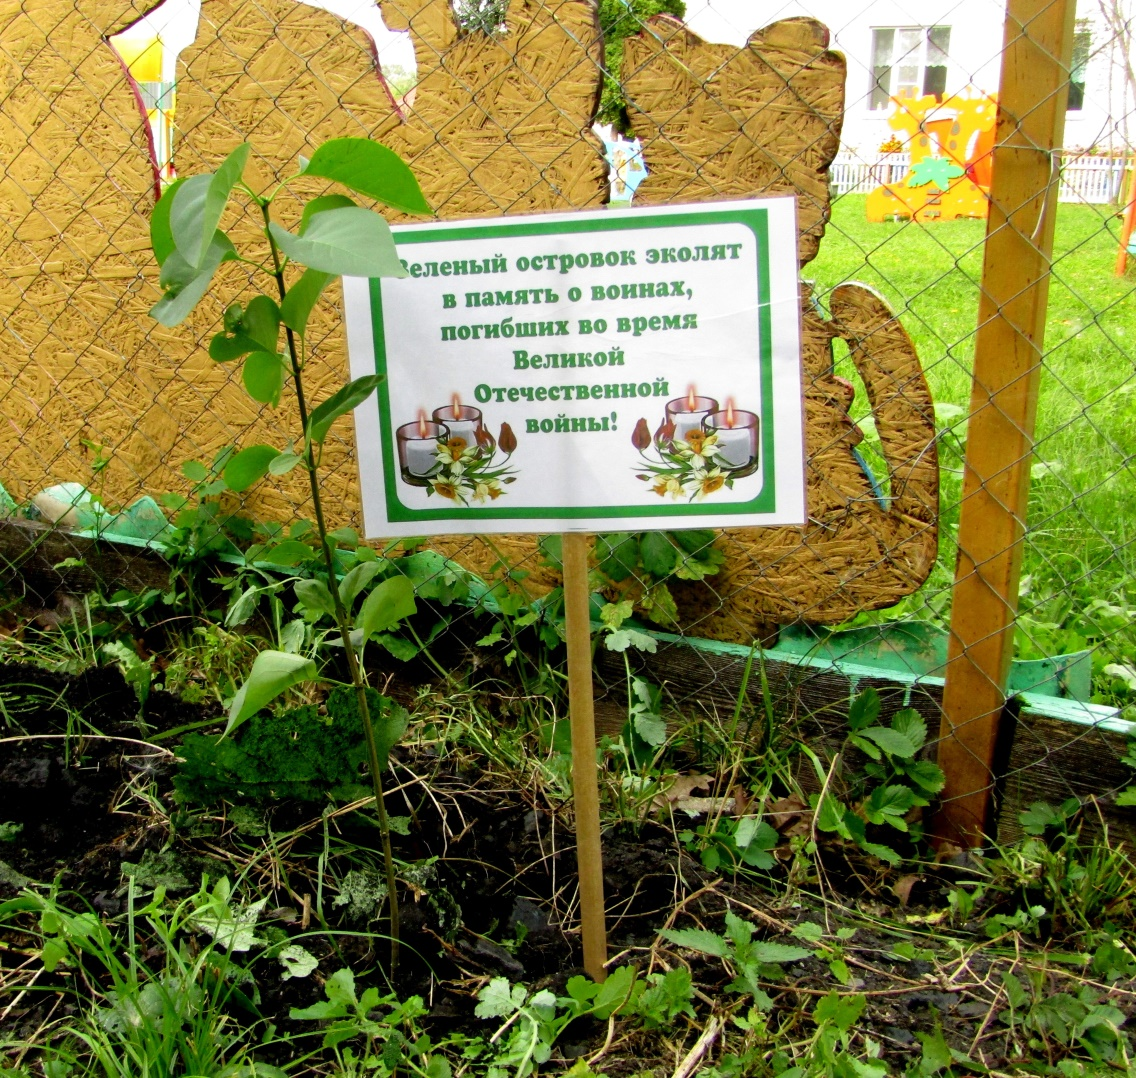 Зеленый островок эколят
в память о воинах,
погибших во время
Великой
Отечественной
войны!